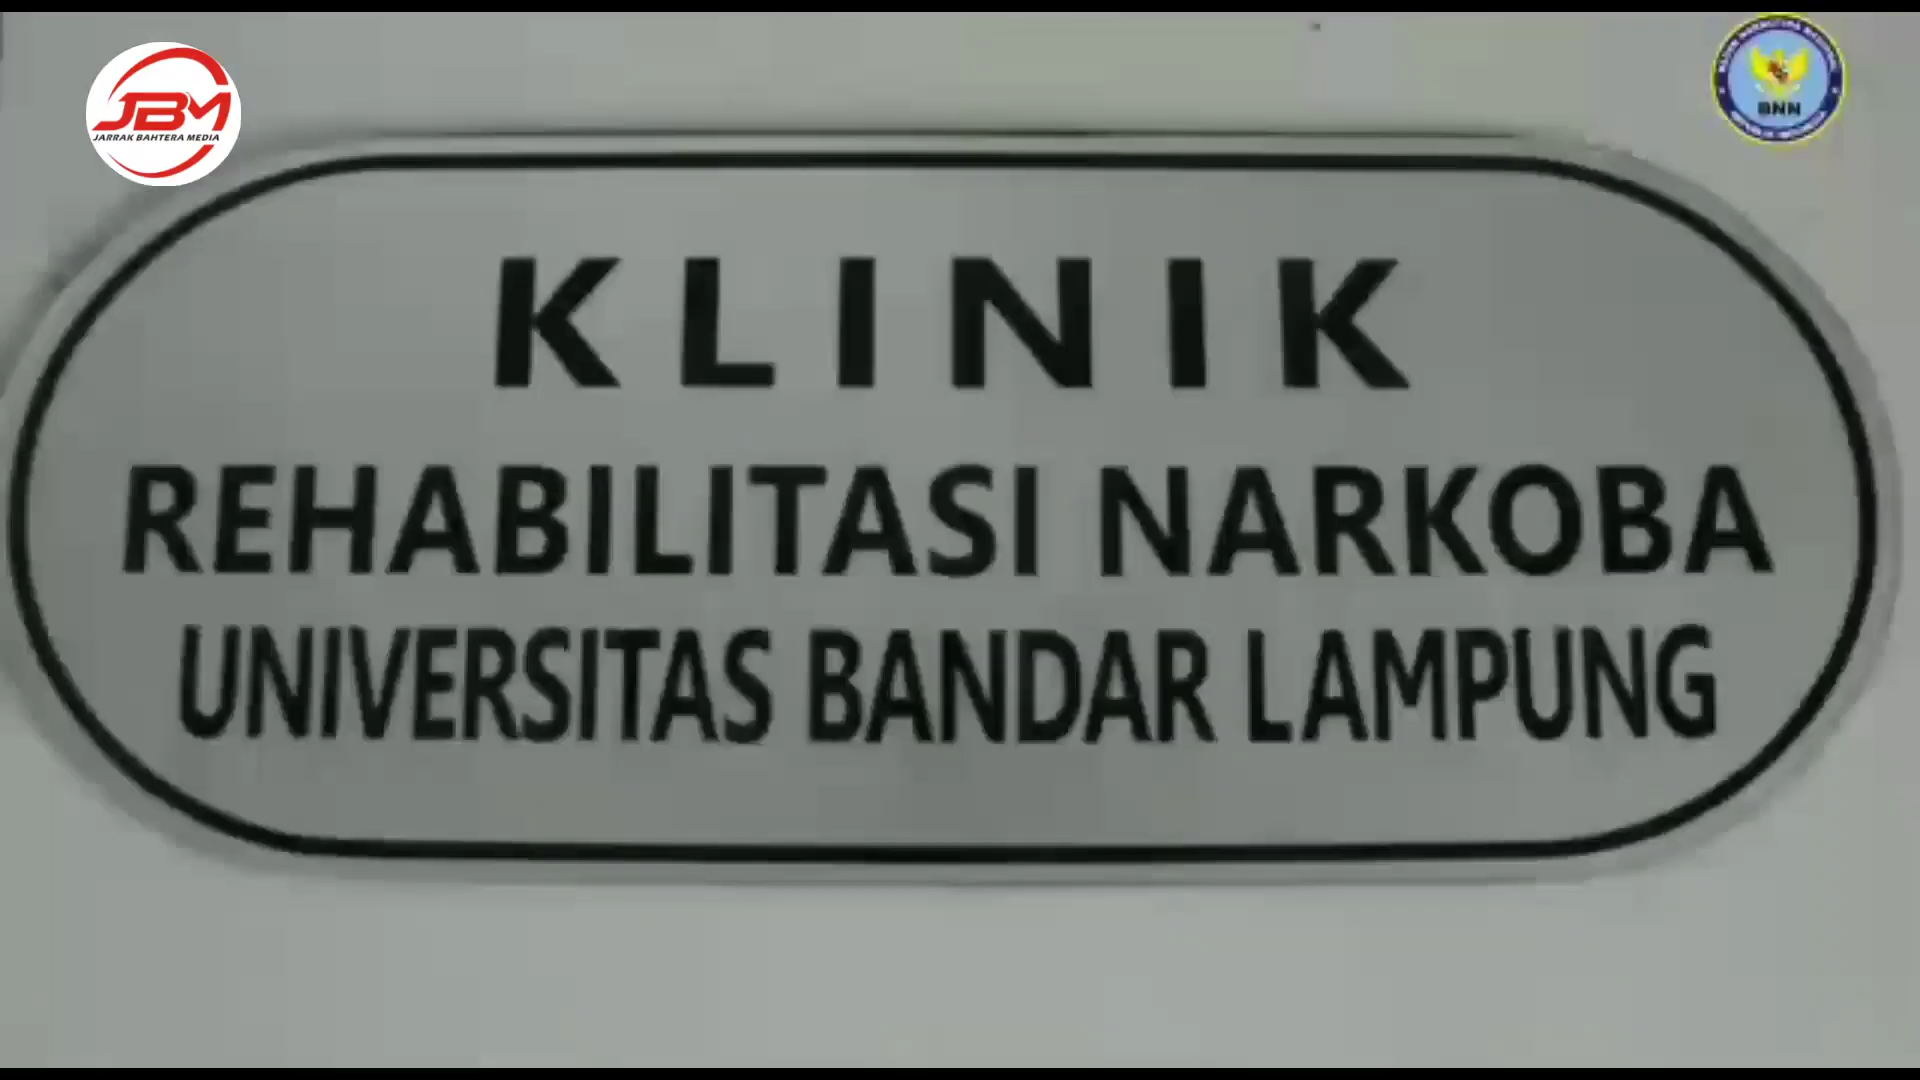 JBM
JARRAK BAHTERA MEDIA
BNN
KLINIK
REHABILITASI NARKOBA
UNIVERSITAS BANDAR LAMPUNG